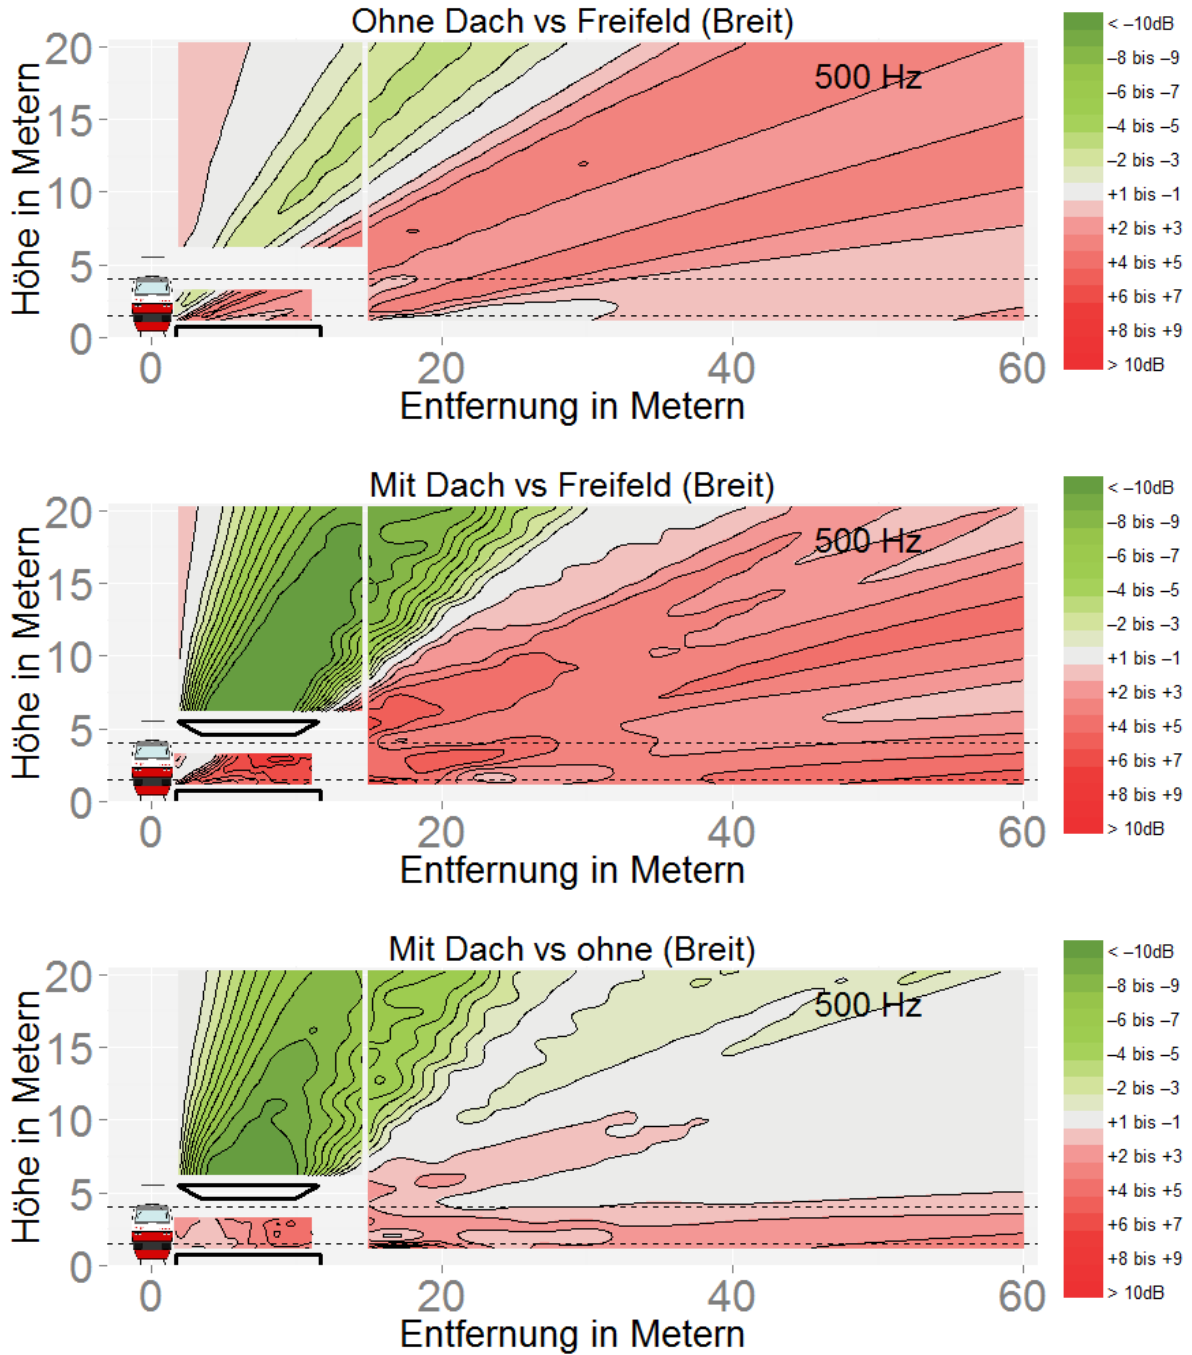 Ohne Dach vs Freifeld (Breit)
Höhe in Metern
20
15
10
5
0
500 Hz
0 20 40 60
Entfernung in Metern
< –10dB
–8 bis –9
–6 bis –7
–4 bis –5
–2 bis –3
+1 bis –1
+2 bis +3
+4 bis +5
+6 bis +7
+8 bis +9
> 10dB
Mit Dach vs Freifeld (Breit)
Höhe in Metern
20
15
10
5
0
500 Hz
0 20 40 60
Entfernung in Metern
< –10dB
–8 bis –9
–6 bis –7
–4 bis –5
–2 bis –3
+1 bis –1
+2 bis +3
+4 bis +5
+6 bis +7
+8 bis +9
> 10dB
Mit Dach vs ohne (Breit)
Höhe in Metern
20
15
10
5
0
500 Hz
0 20 40 60
Entfernung in Metern
< –10dB
–8 bis –9
–6 bis –7
–4 bis –5
–2 bis –3
+1 bis –1
+2 bis +3
+4 bis +5
+6 bis +7
+8 bis +9
> 10dB